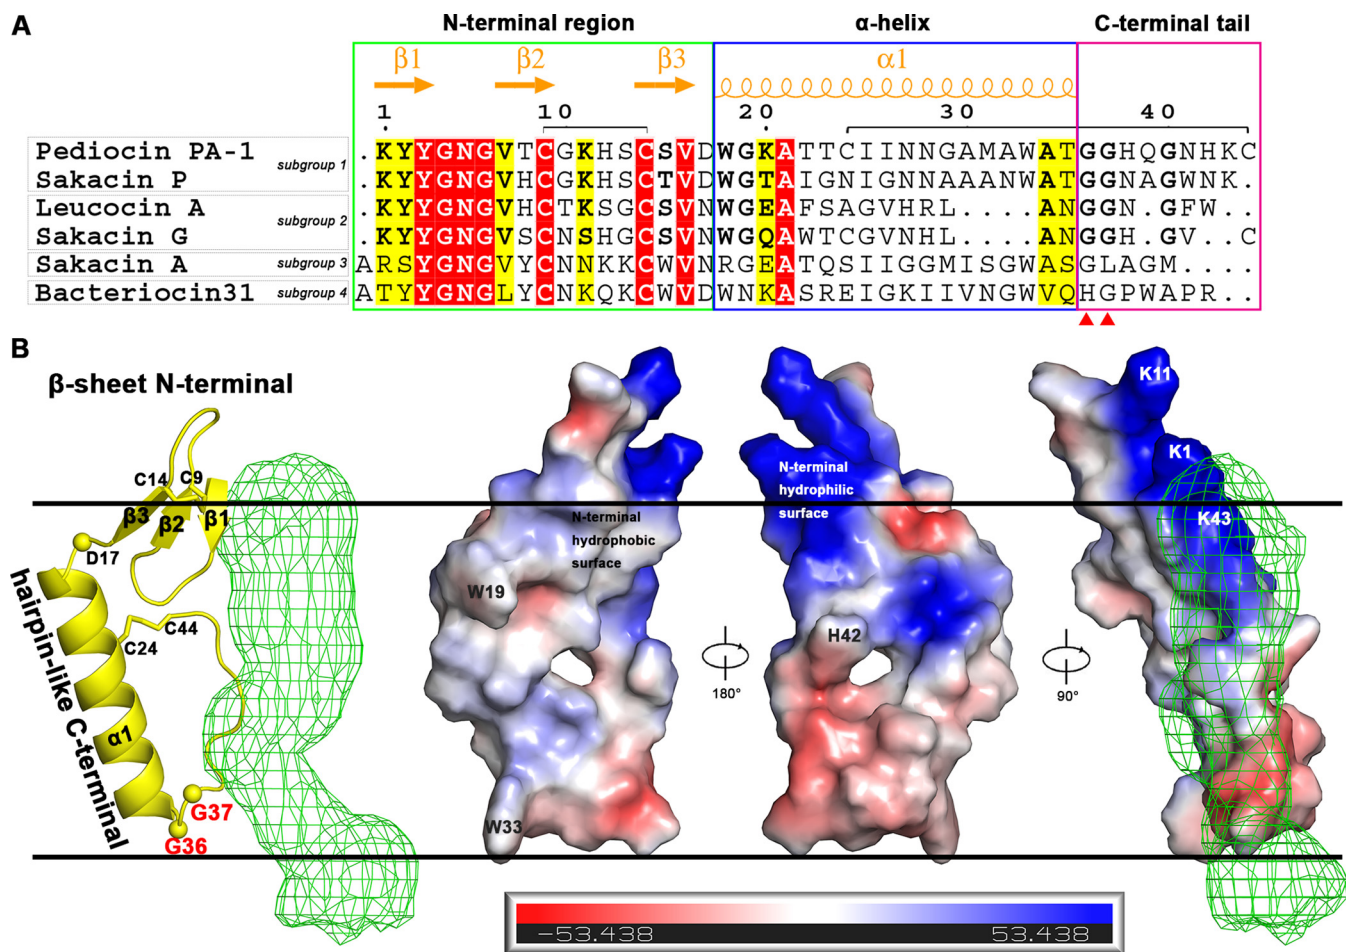 A
N-terminal region α-helix C-terminal tail
β1 β2 β3 α1
1 10 20 30 40
Pediocin PA-1 subgroup 1 .KYYGNGVTCGKHSCSVDWGKATTCIINNGAMAWATGGHQGNHKC
Sakacin P .KYYGNGVHCGKHSCTVDWGTAIGNIGNNAAANWATGGNAGWNK.
Leucocin A subgroup 2 .KYYGNGVHCTKSGCSVNWGEAFSAGVHRL....ANGGN.GFW..
Sakacin G .KYYGNGVSCNSHGCSVNWGQAWTCGVNHL....ANGGH.GV..C
Sakacin A subgroup 3 ARSYGNGVYCNNKKCWVNRGEATQSIIGGMISGWASGLAGM....
Bacteriocin31 subgroup 4 ATYYGNGLYCNKQKCWVDWNKASREIGKIIVNGWVQHGPWAPR..
B
β-sheet N-terminal
C14 C9
β3 β2 β1
D17
hairpin-like C-terminal
C24 C44
α1
G37
G36
N-terminal
hydrophobic
surface
W19
W33
180°
N-terminal
hydrophilic
surface
H42
90°
K11
K1
K43
-53.438 53.438